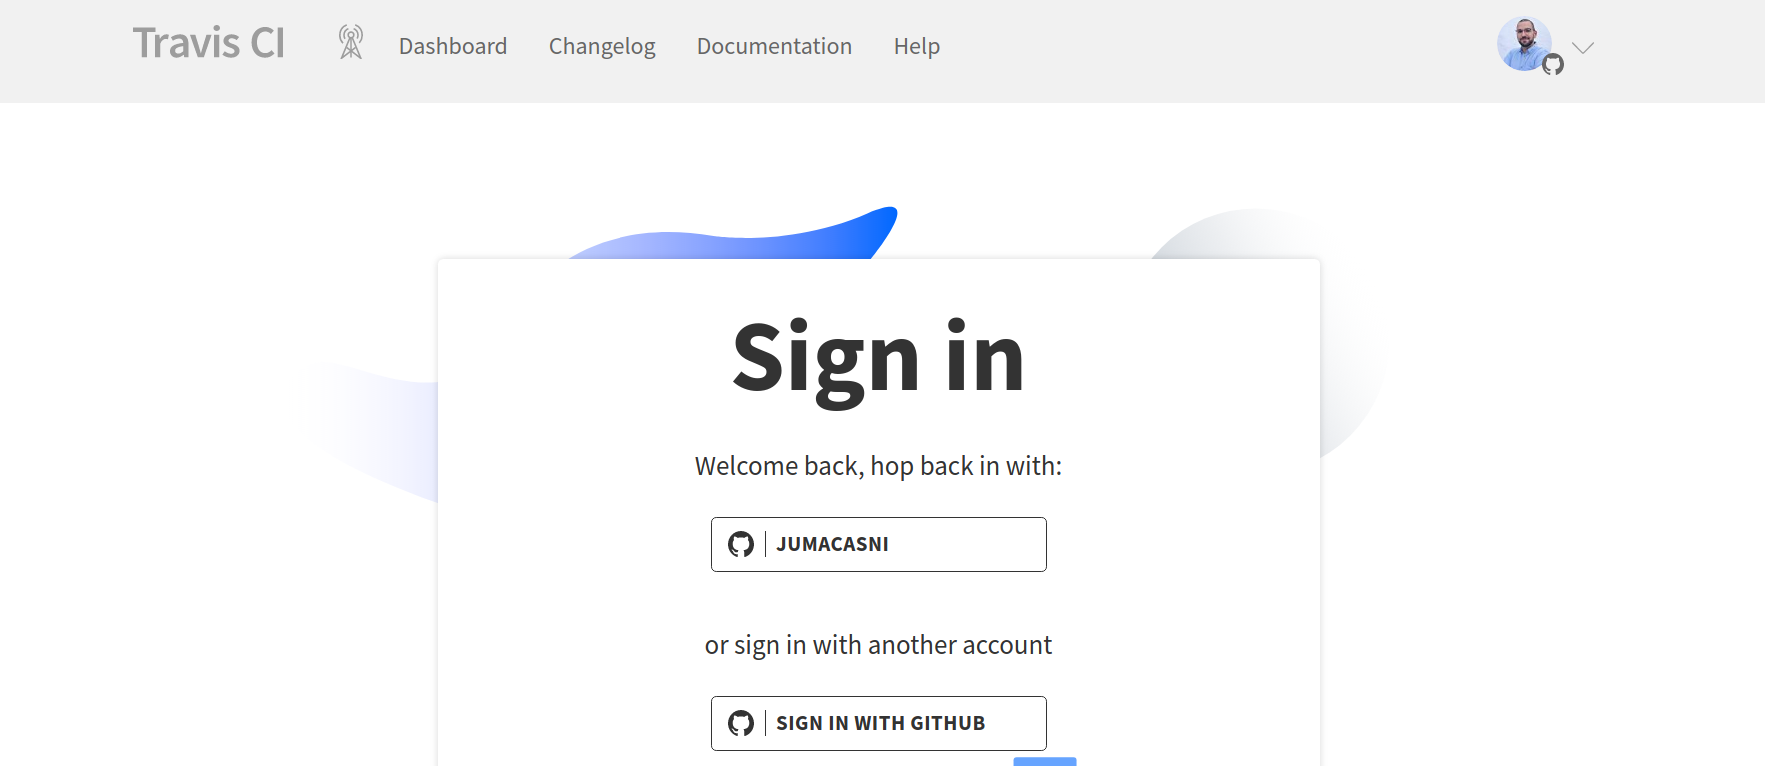 Travis CI
Dashboard Changelog Documentation Help
Sign in
Welcome back, hop back in with:
JUMACASNI
or sign in with another account
SIGN IN WITH GITHUB